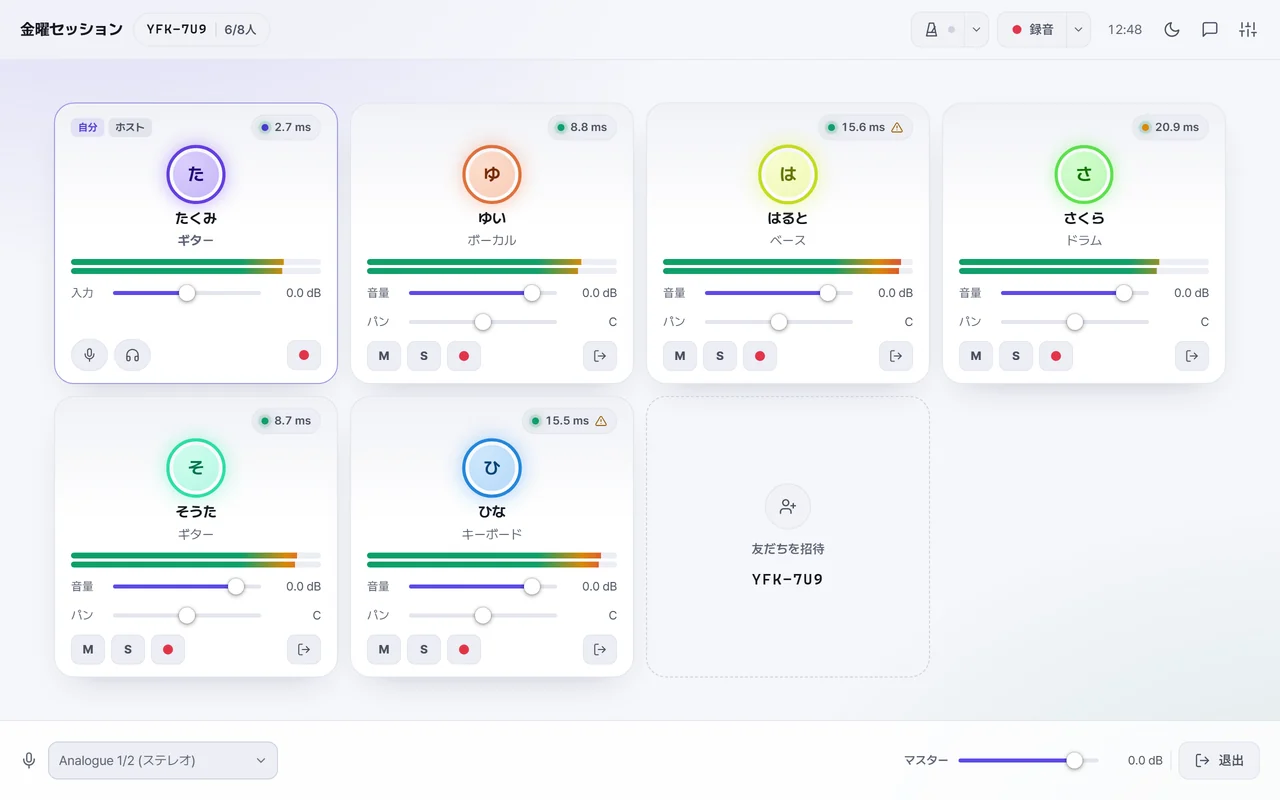 金曜セッション YFK-7U9 6/8人 録音 12:48
自分 ホスト 2.7 ms
た
たくみ
ギター
入力 0.0 dB
8.8 ms
ゆ
ゆい
ボーカル
音量 0.0 dB
パン C
M S
15.6 ms
は
はると
ベース
音量 0.0 dB
パン C
M S
20.9 ms
さ
さくら
ドラム
音量 0.0 dB
パン C
M S
8.7 ms
そ
そうた
ギター
音量 0.0 dB
パン C
M S
15.5 ms
ひ
ひな
キーボード
音量 0.0 dB
パン C
M S
友だちを招待
YFK-7U9
Analogue 1/2 (ステレオ) マスター 0.0 dB 退出